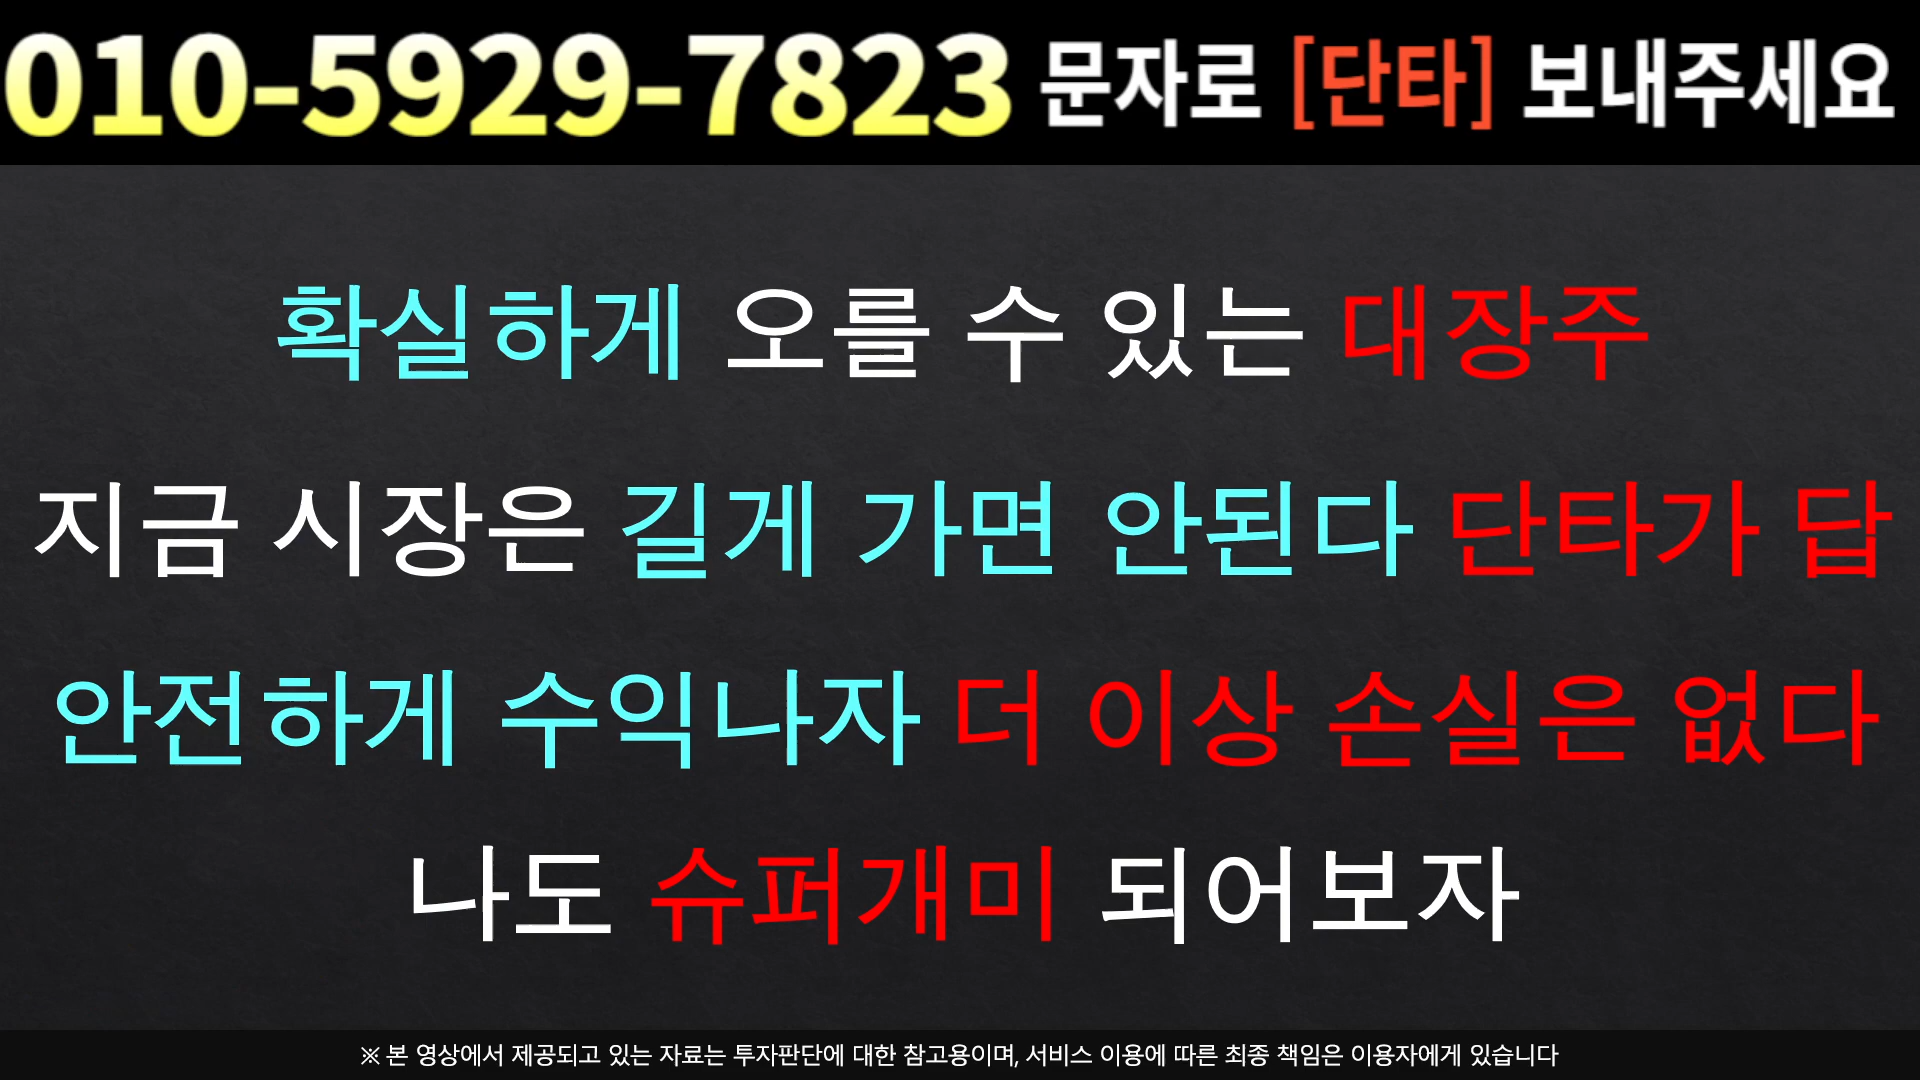 010-5929-7823 문자로 [단타] 보내주세요
확실하게 오를 수 있는 대장주
지금 시장은 길게 가면 안된다 단타가 답
안전하게 수익나자 더 이상 손실은 없다
나도 슈퍼개미 되어보자
※ 본 영상에서 제공되고 있는 자료는 투자판단에 대한 참고용이며, 서비스 이용에 따른 최종 책임은 이용자에게 있습니다